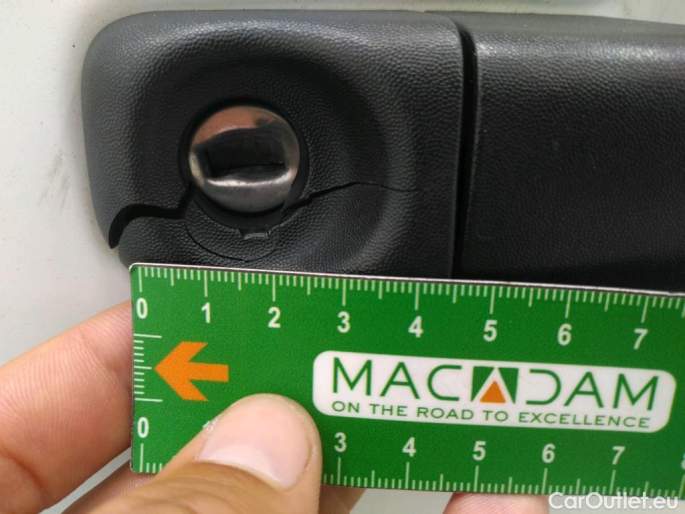 0 1 2 3 4 5 6 7
MACADAM
ON THE ROAD TO EXCELLENCE
0 3 4 5 6 7
CarOutlet.eu